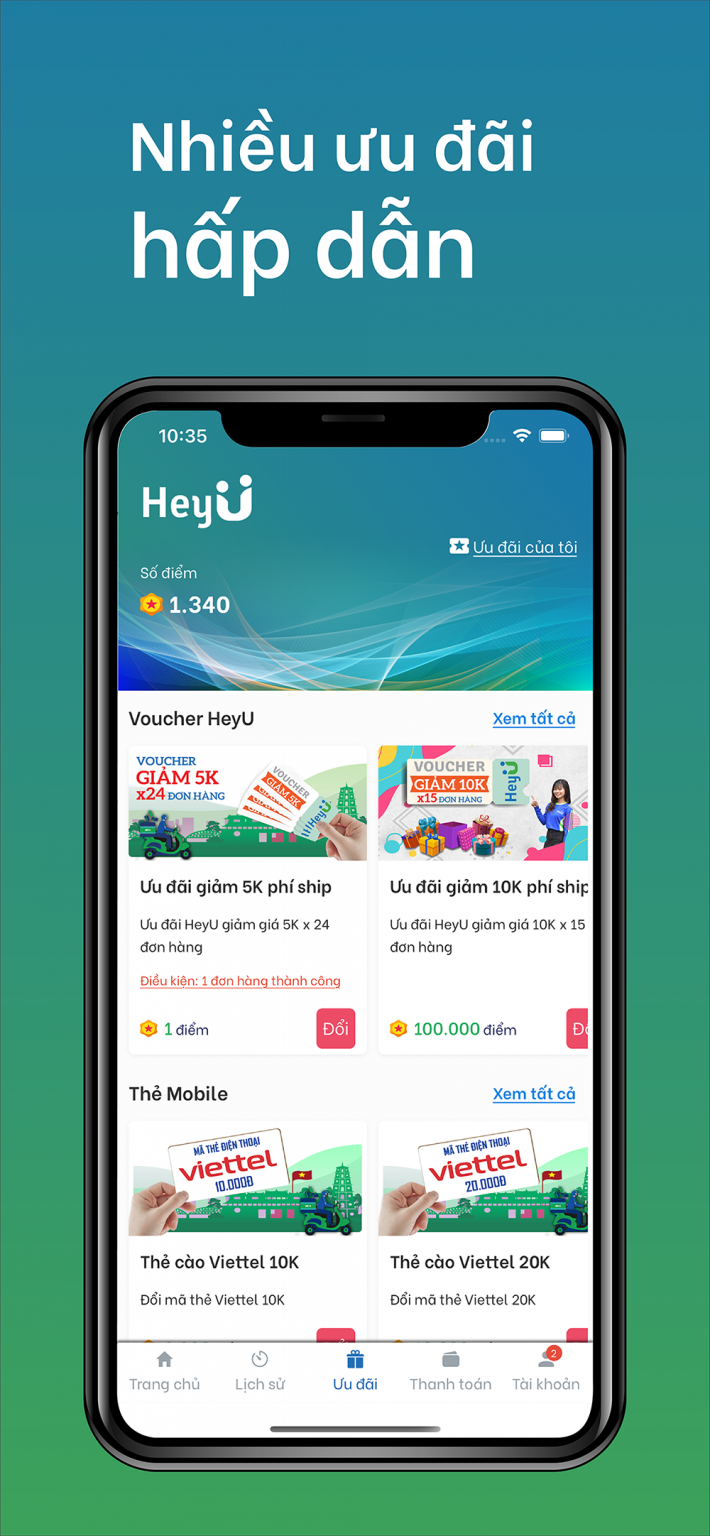 Nhiều ưu đãi
hấp dẫn
10:35
HeyU
Ưu đãi của tôi
Số điểm
1.340
Voucher HeyU
Xem tất cả
VOUCHER
GIẢM 5K
x24 ĐƠN HÀNG
VOUCHER
GIẢM 5K
HeyU
VOUCHER
GIẢM 10K
x15 ĐƠN HÀNG
HeyU
Ưu đãi giảm 5K phí ship
Ưu đãi giảm 10K phí ship
Ưu đãi HeyU giảm giá 5K x 24
đơn hàng
Ưu đãi HeyU giảm giá 10K x 15
đơn hàng
Điều kiện: 1 đơn hàng thành công
1 điểm
Đổi
100.000 điểm
Thẻ Mobile
Xem tất cả
MÃ THẺ ĐIỆN THOẠI
viettel
10.000Đ
MÃ THẺ ĐIỆN THOẠI
viettel
20.000Đ
Thẻ cào Viettel 10K
Thẻ cào Viettel 20K
Đổi mã thẻ Viettel 10K
Đổi mã thẻ Viettel 20K
2
Trang chủ
Lịch sử
Ưu đãi
Thanh toán
Tài khoản